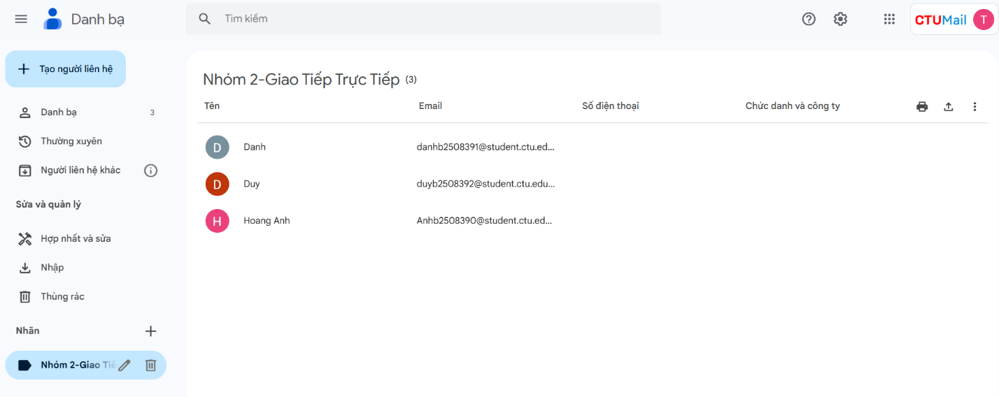 Danh bạ
Tìm kiếm
CTUMail
T
Tạo người liên hệ
Danh bạ 3
Thường xuyên
Người liên hệ khác
Sửa và quản lý
Hợp nhất và sửa
Nhập
Thùng rác
Nhãn
Nhóm 2-Giao Tiế
Nhóm 2-Giao Tiếp Trực Tiếp (3)
Tên Email Số điện thoại Chức danh và công ty
D Danh danhb2508391@student.ctu.ed...
D Duy duyb2508392@student.ctu.edu...
H Hoang Anh Anhb2508390@student.ctu.ed...